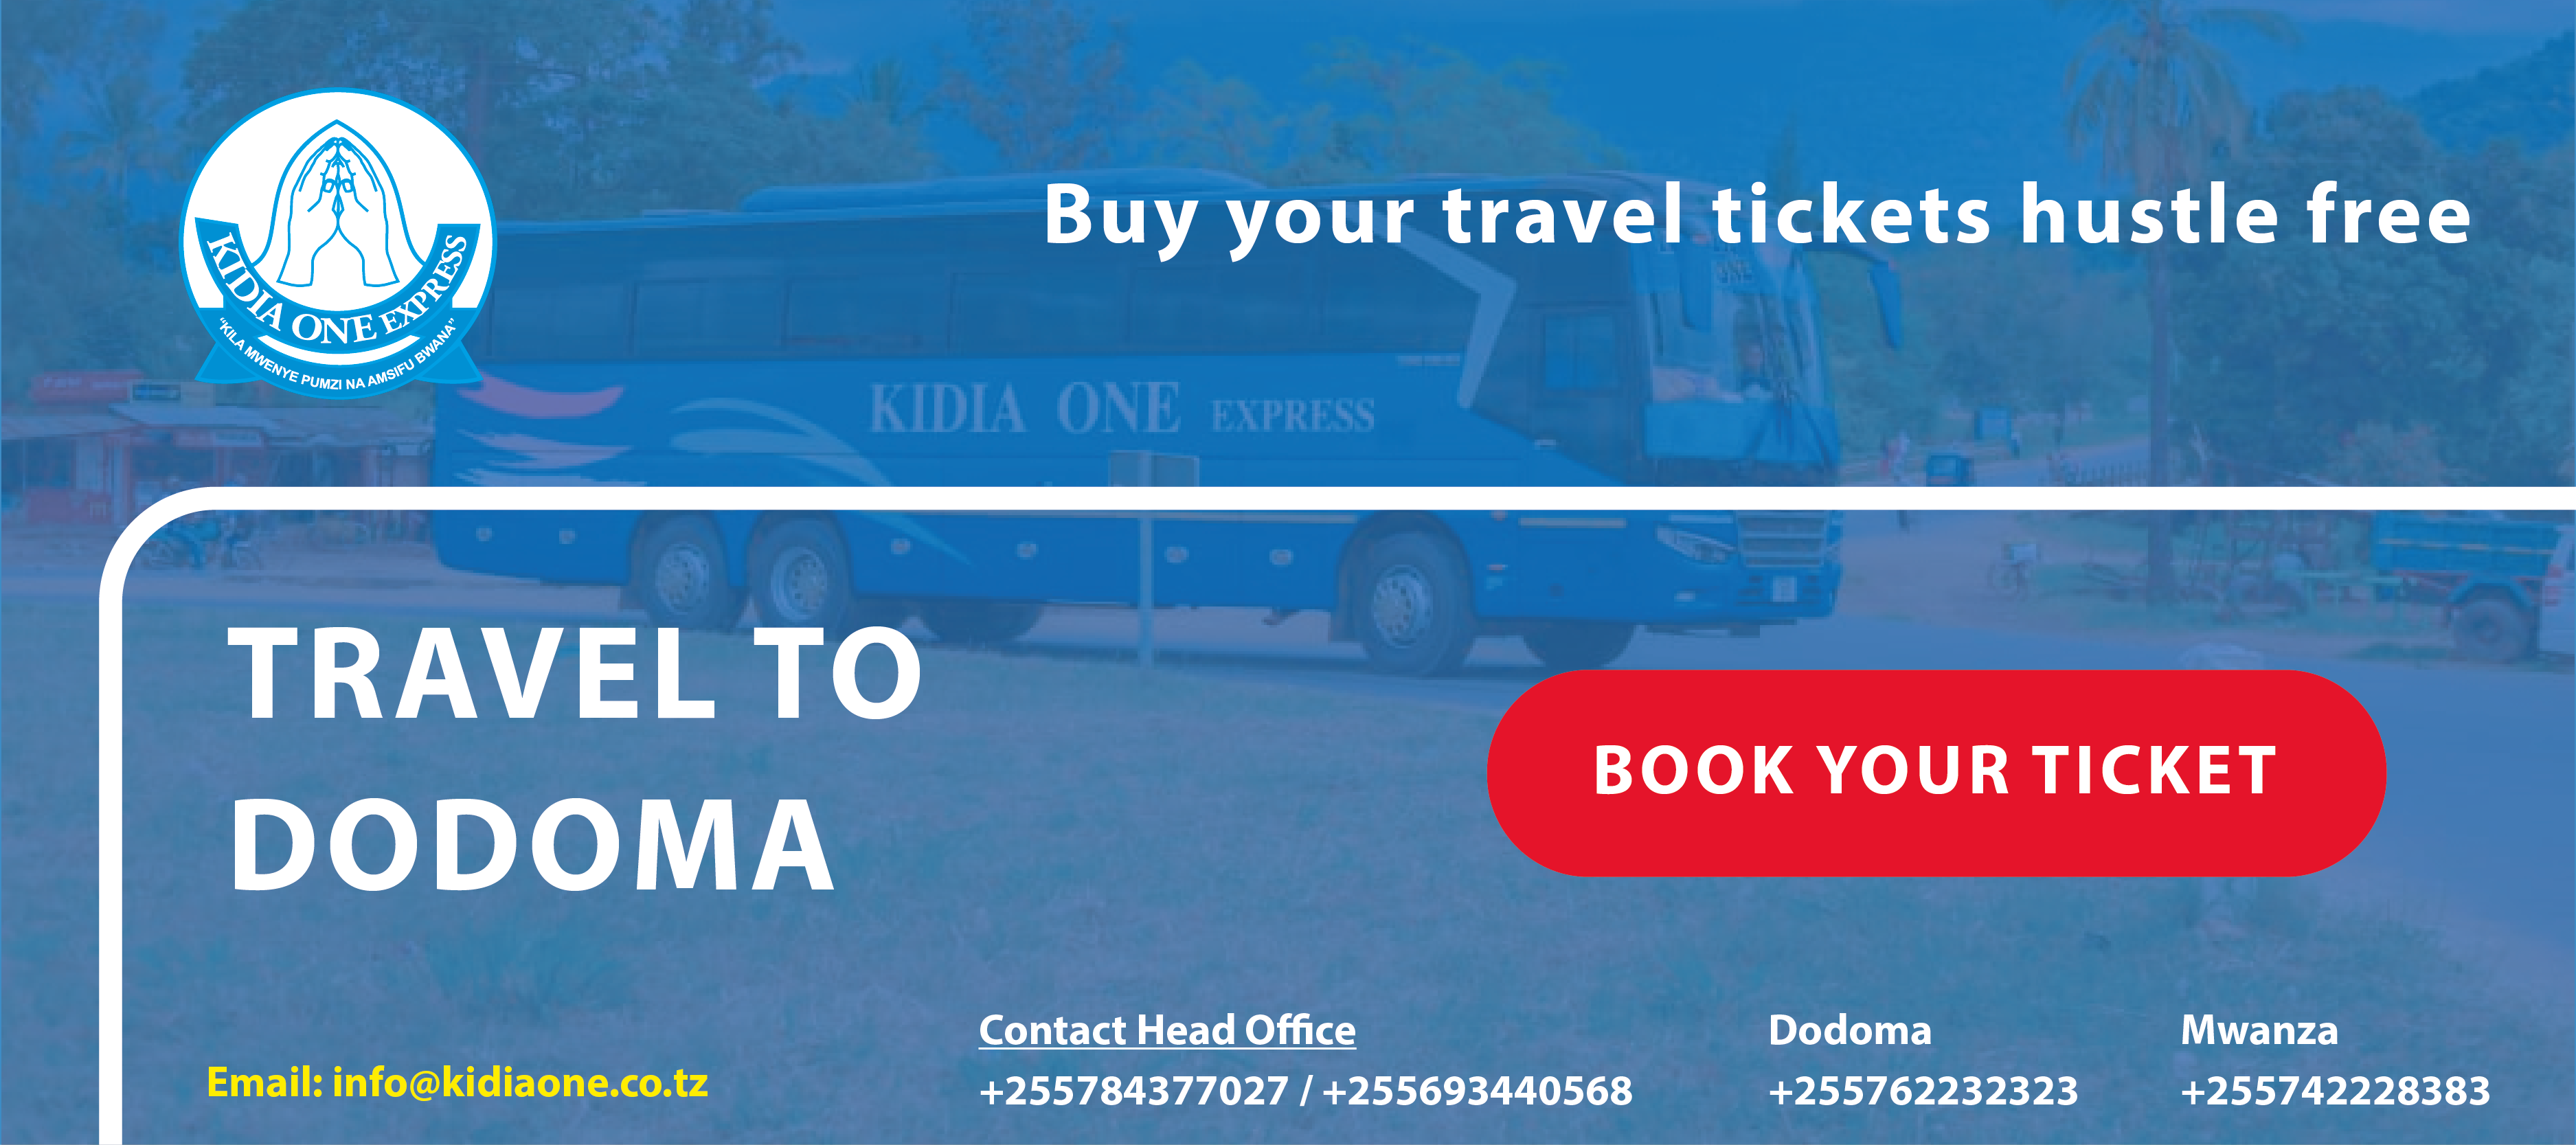 Buy your travel tickets hustle free
KIDIA ONE EXPRESS
"KILA MWENYE PUMZI NA AMSIFU BWANA"
KIDIA ONE EXPRESS
TRAVEL TO
DODOMA
BOOK YOUR TICKET
Email: info@kidiaone.co.tz
Contact Head Office
+255784377027 / +255693440568
Dodoma
+255762232323
Mwanza
+255742228383